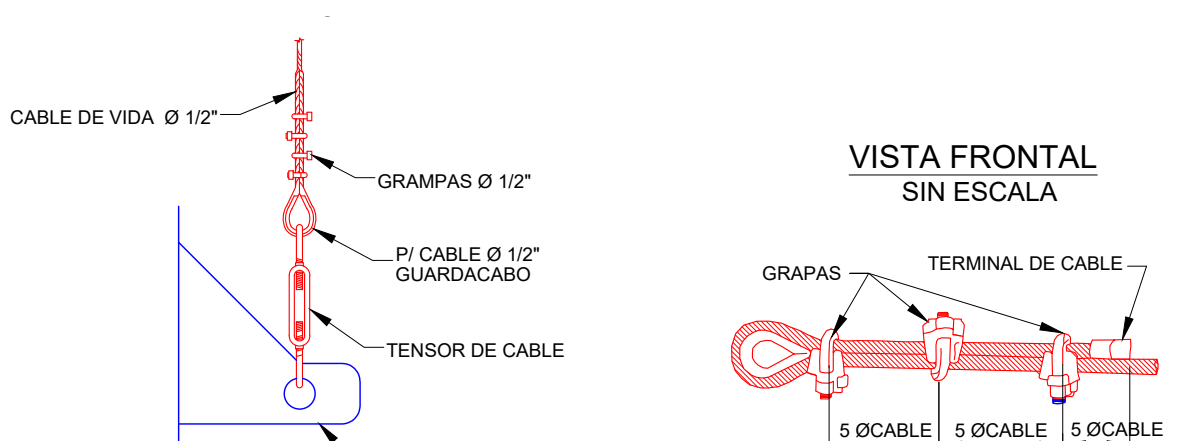 CABLE DE VIDA Ø 1/2"
GRAMPAS Ø 1/2"
P/ CABLE Ø 1/2"
GUARDACABO
TENSOR DE CABLE
VISTA FRONTAL
SIN ESCALA
GRAPAS
TERMINAL DE CABLE
5 ØCABLE
5 ØCABLE
5 ØCABLE